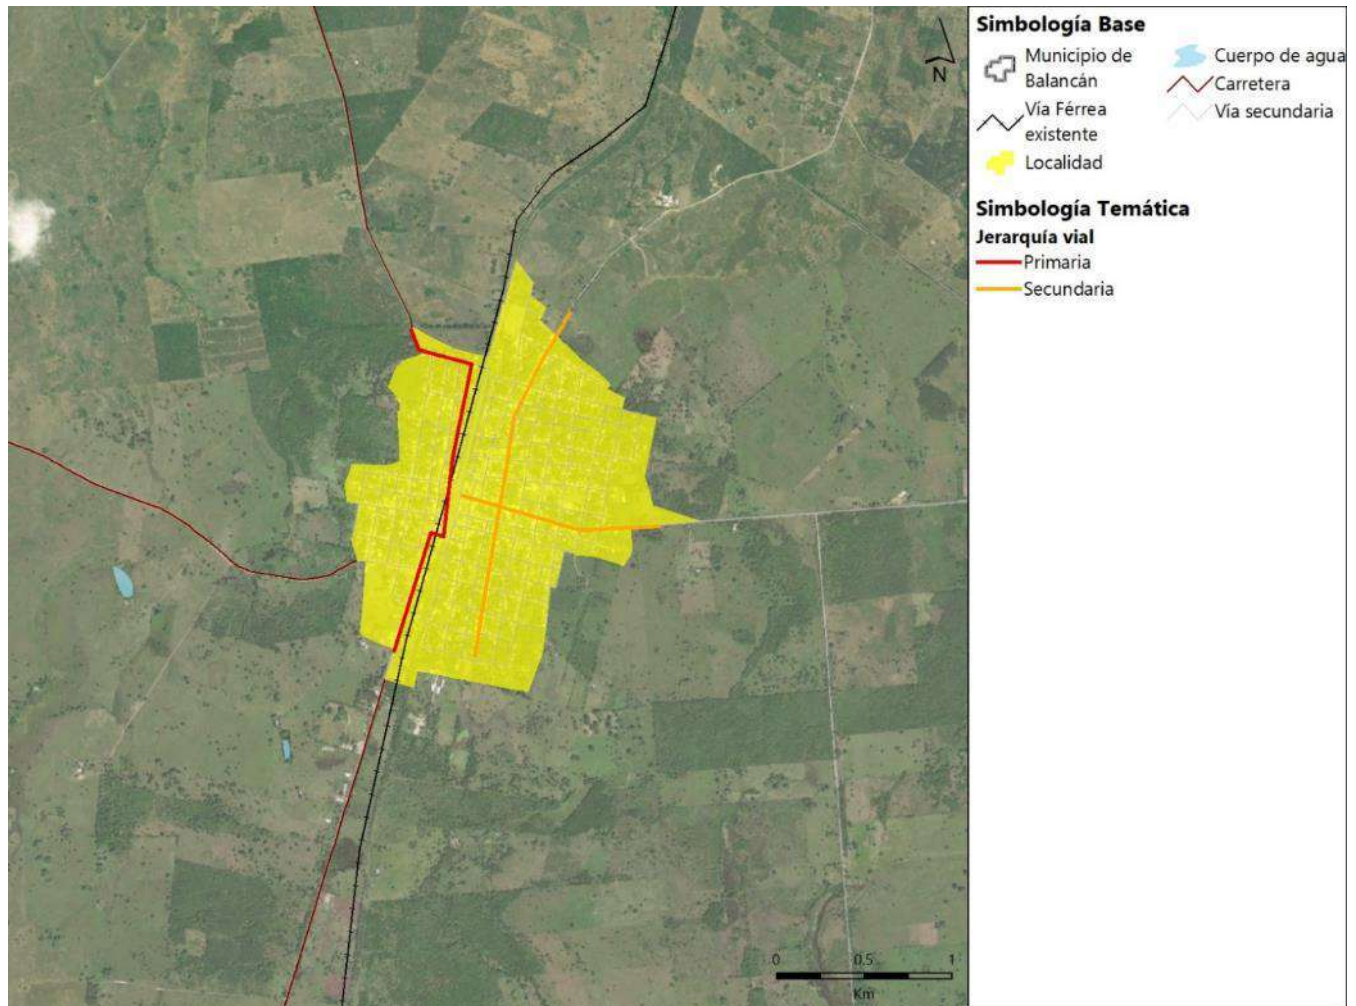 Simbología Base
Municipio de
Balancán
Vía Férrea
existente
Localidad
Cuerpo de agua
Carretera
Vía secundaria
Simbología Temática
Jerarquía vial
Primaria
Secundaria
N
0 0.5 1
Km